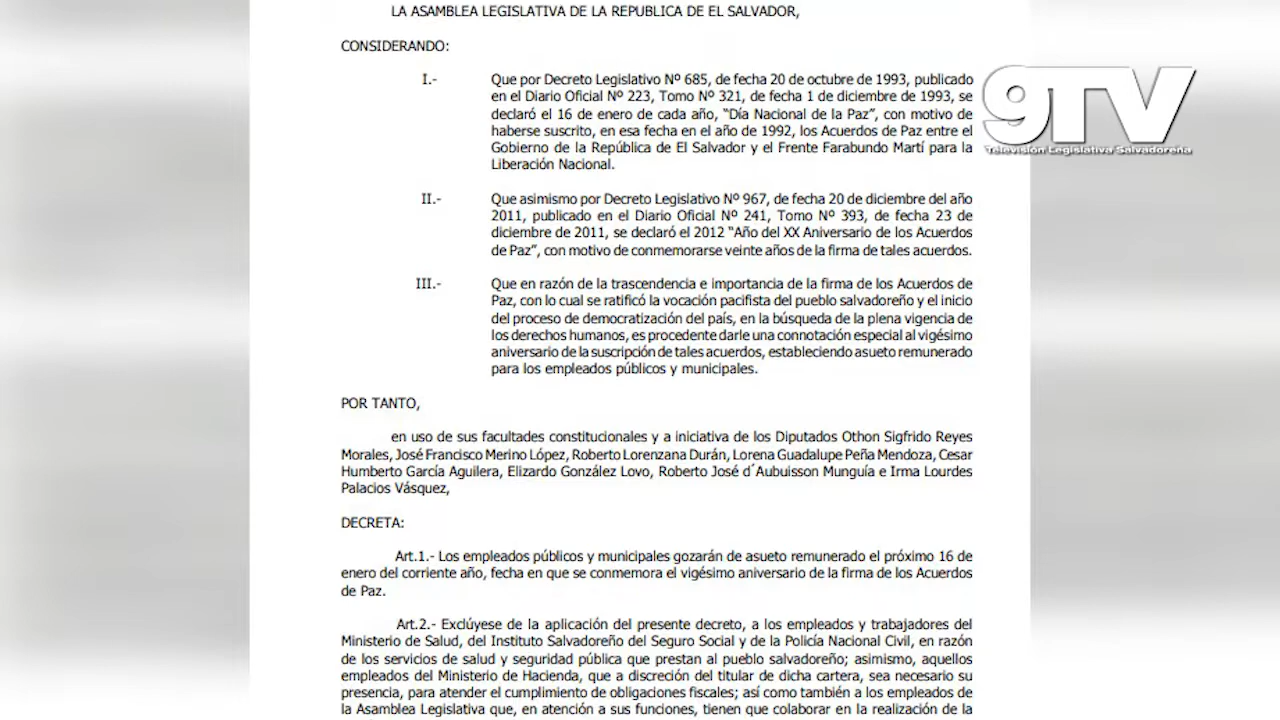 LA ASAMBLEA LEGISLATIVA DE LA REPUBLICA DE EL SALVADOR,
CONSIDERANDO:
I.- Que por Decreto Legislativo Nº 685, de fecha 20 de octubre de 1993, publicado
en el Diario Oficial Nº 223, Tomo Nº 321, de fecha 1 de diciembre de 1993, se
declaró el 16 de enero de cada año, “Día Nacional de la Paz”, con motivo de
haberse suscrito, en esa fecha en el año de 1992, los Acuerdos de Paz entre el
Gobierno de la República de El Salvador y el Frente Farabundo Martí para la
Liberación Nacional.
9TV
Televisión Legislativa Salvadoreña
II.- Que asimismo por Decreto Legislativo Nº 967, de fecha 20 de diciembre del año
2011, publicado en el Diario Oficial Nº 241, Tomo Nº 393, de fecha 23 de
diciembre de 2011, se declaró el 2012 “Año del XX Aniversario de los Acuerdos
de Paz”, con motivo de conmemorarse veinte años de la firma de tales acuerdos.
III.- Que en razón de la trascendencia e importancia de la firma de los Acuerdos de
Paz, con lo cual se ratificó la vocación pacifista del pueblo salvadoreño y el inicio
del proceso de democratización del país, en la búsqueda de la plena vigencia de
los derechos humanos, es procedente darle una connotación especial al vigésimo
aniversario de la suscripción de tales acuerdos, estableciendo asueto remunerado
para los empleados públicos y municipales.
POR TANTO,
en uso de sus facultades constitucionales y a iniciativa de los Diputados Othon Sigfrido Reyes
Morales, José Francisco Merino López, Roberto Lorenzana Durán, Lorena Guadalupe Peña Mendoza, Cesar
Humberto García Aguilera, Elizardo González Lovo, Roberto José d´Aubuisson Munguía e Irma Lourdes
Palacios Vásquez,
DECRETA:
Art.1.- Los empleados públicos y municipales gozarán de asueto remunerado el próximo 16 de
enero del corriente año, fecha en que se conmemora el vigésimo aniversario de la firma de los Acuerdos
de Paz.
Art.2.- Exclúyese de la aplicación del presente decreto, a los empleados y trabajadores del
Ministerio de Salud, del Instituto Salvadoreño del Seguro Social y de la Policía Nacional Civil, en razón
de los servicios de salud y seguridad pública que prestan al pueblo salvadoreño; asimismo, aquellos
empleados del Ministerio de Hacienda, que a discreción del titular de dicha cartera, sea necesario su
presencia, para atender el cumplimiento de obligaciones fiscales; así como también a los empleados de
la Asamblea Legislativa que, en atención a sus funciones, tienen que colaborar en la realización de la